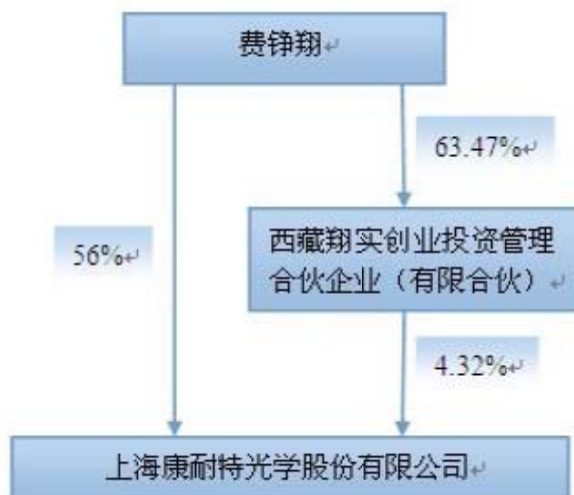 费铮翔
63.47%
56%
西藏翔实创业投资管理
合伙企业（有限合伙）
4.32%
上海康耐特光学股份有限公司